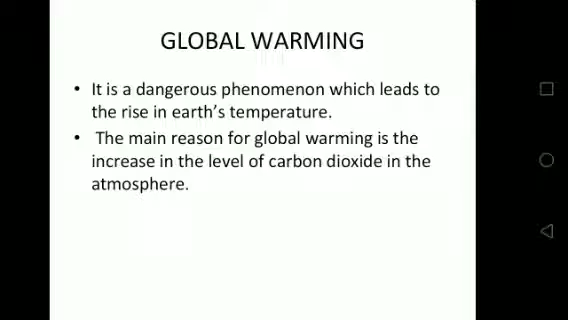 GLOBAL WARMING
• It is a dangerous phenomenon which leads to
the rise in earth's temperature.
• The main reason for global warming is the
increase in the level of carbon dioxide in the
atmosphere.